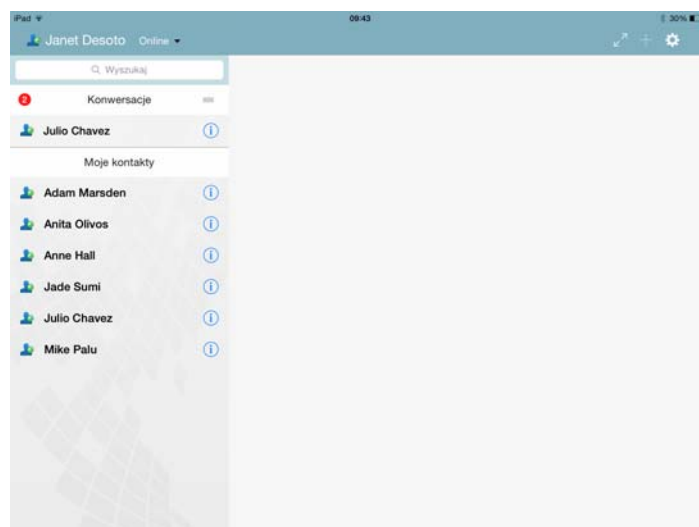 iPad 09:43 30%
Janet Desoto Online
Wyszukaj
2 Konwersacje
Julio Chavez
Moje kontakty
Adam Marsden
Anita Olivos
Anne Hall
Jade Sumi
Julio Chavez
Mike Palu